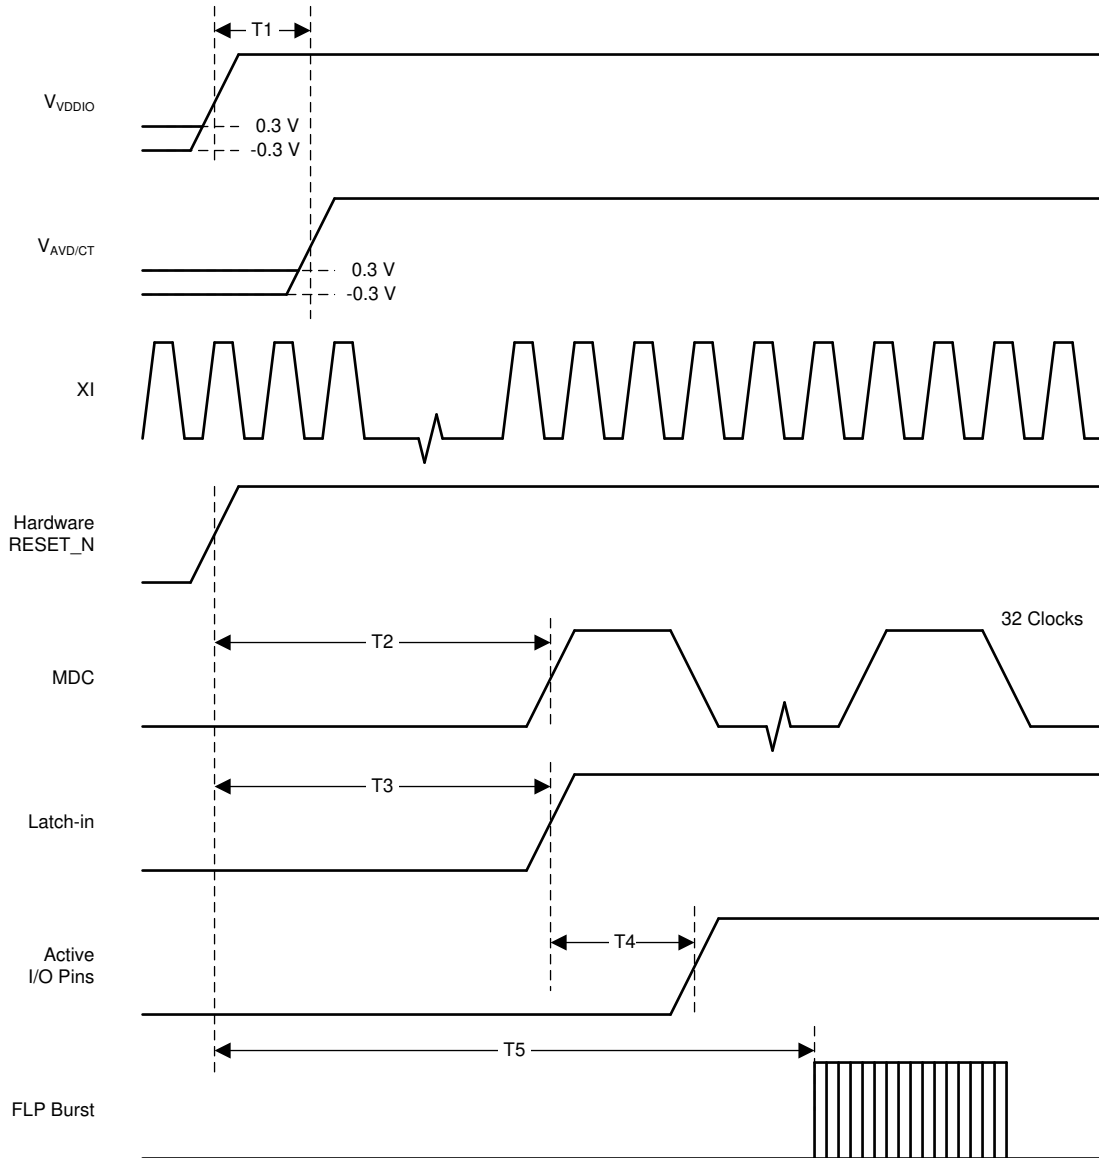 T1
VVDDIO
0.3 V
-0.3 V
VAVD/CT
0.3 V
-0.3 V
XI
Hardware
RESET_N
32 Clocks
T2
MDC
T3
Latch-in
T4
Active
I/O Pins
T5
FLP Burst